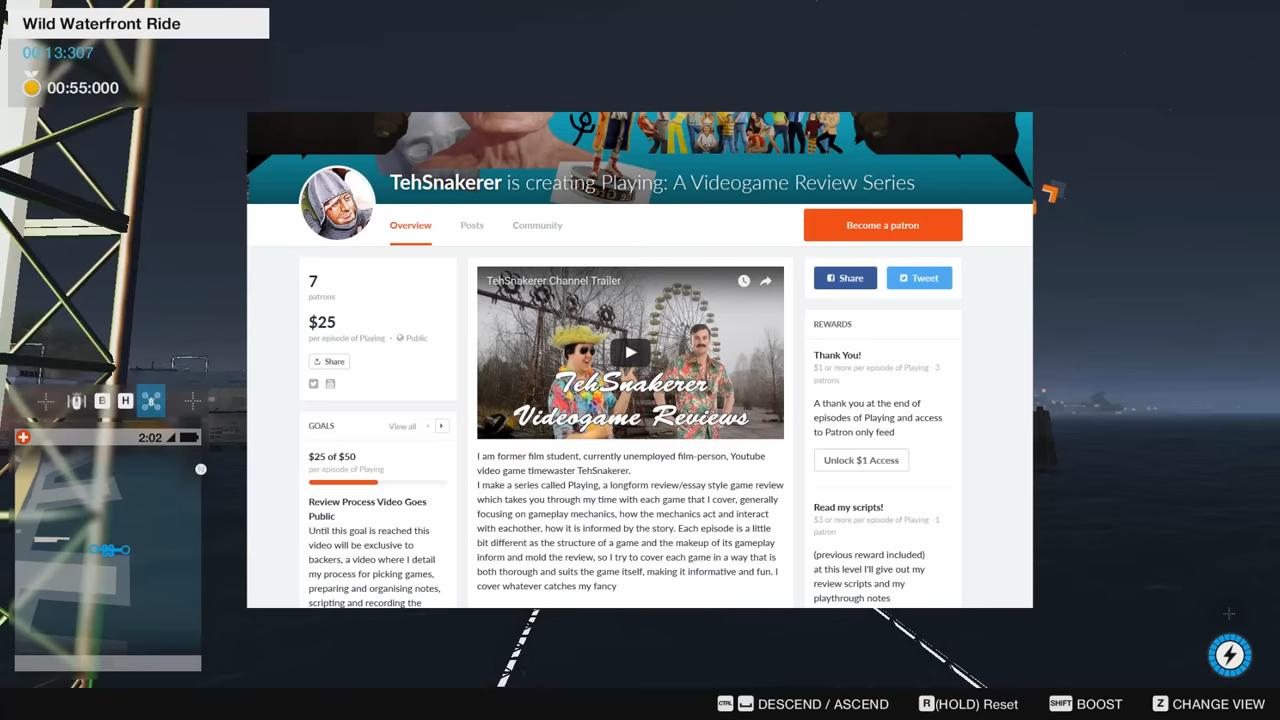 Wild Waterfront Ride
00:13:307
00:55:000
TehSnakerer is creating Playing: A Videogame Review Series
Overview
Posts
Community
Become a patron
7
patrons
$25
per episode of Playing · Public
Share
GOALS
View all
$25 of $50
per episode of Playing
Review Process Video Goes
Public
Until this goal is reached this
video will be exclusive to
backers, a video where I detail
my process for picking games,
preparing and organising notes,
scripting and recording the
TehSnakerer Channel Trailer
TehSnakerer
Videogame Reviews
I am former film student, currently unemployed film-person, Youtube
video game timewaster TehSnakerer.
I make a series called Playing, a longform review/essay style game review
which takes you through my time with each game that I cover, generally
focusing on gameplay mechanics, how the mechanics act and interact
with eachother, how it is informed by the story. Each episode is a little
bit different as the structure of a game and the makeup of its gameplay
inform and mold the review, so I try to cover each game in a way that is
both thorough and suits the game itself, making it informative and fun. I
cover whatever catches my fancy
Share
Tweet
REWARDS
Thank You!
$1 or more per episode of Playing · 3
patrons
A thank you at the end of
episodes of Playing and access
to Patron only feed
Unlock $1 Access
Read my scripts!
$3 or more per episode of Playing · 1
patron
(previous reward included)
at this level I'll give out my
review scripts and my
playthrough notes
B
H
2:02
N
CTRL DESCEND / ASCEND
R (HOLD) Reset
SHIFT BOOST
Z CHANGE VIEW